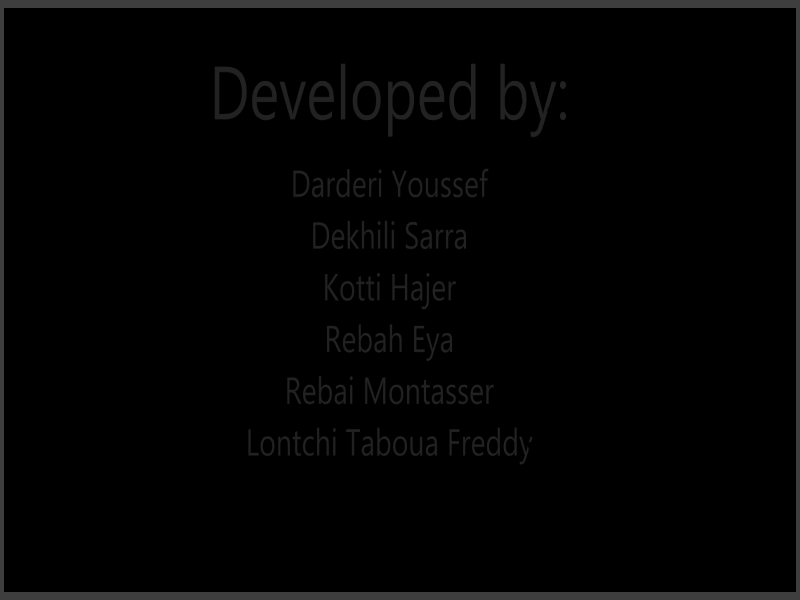 Developed by:
Darderi Youssef
Dekhili Sarra
Kotti Hajer
Rebah Eya
Rebai Montasser
Lontchi Taboua Freddy